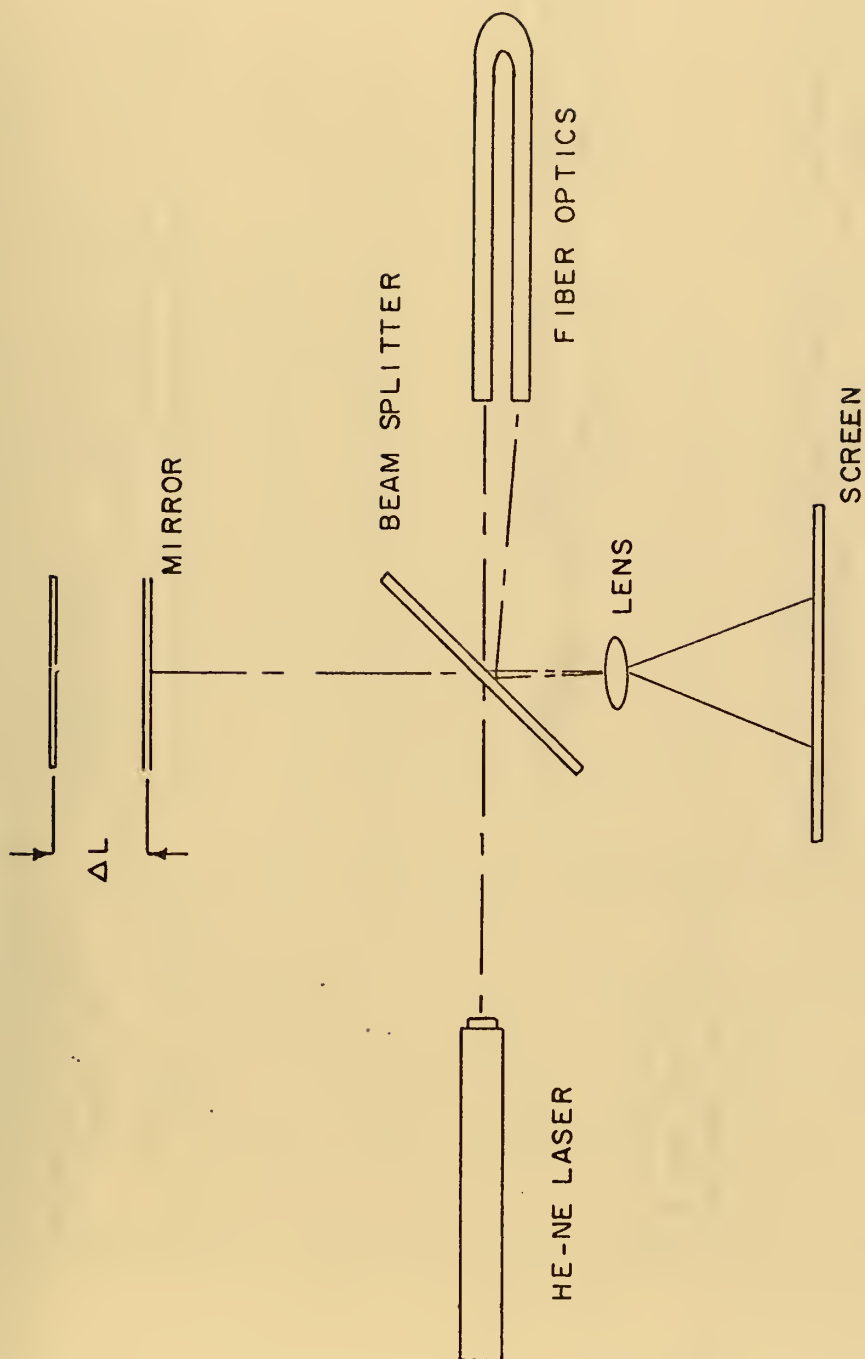 ΔL
MIRROR
BEAM SPLITTER
FIBER OPTICS
HE-NE LASER
LENS
SCREEN